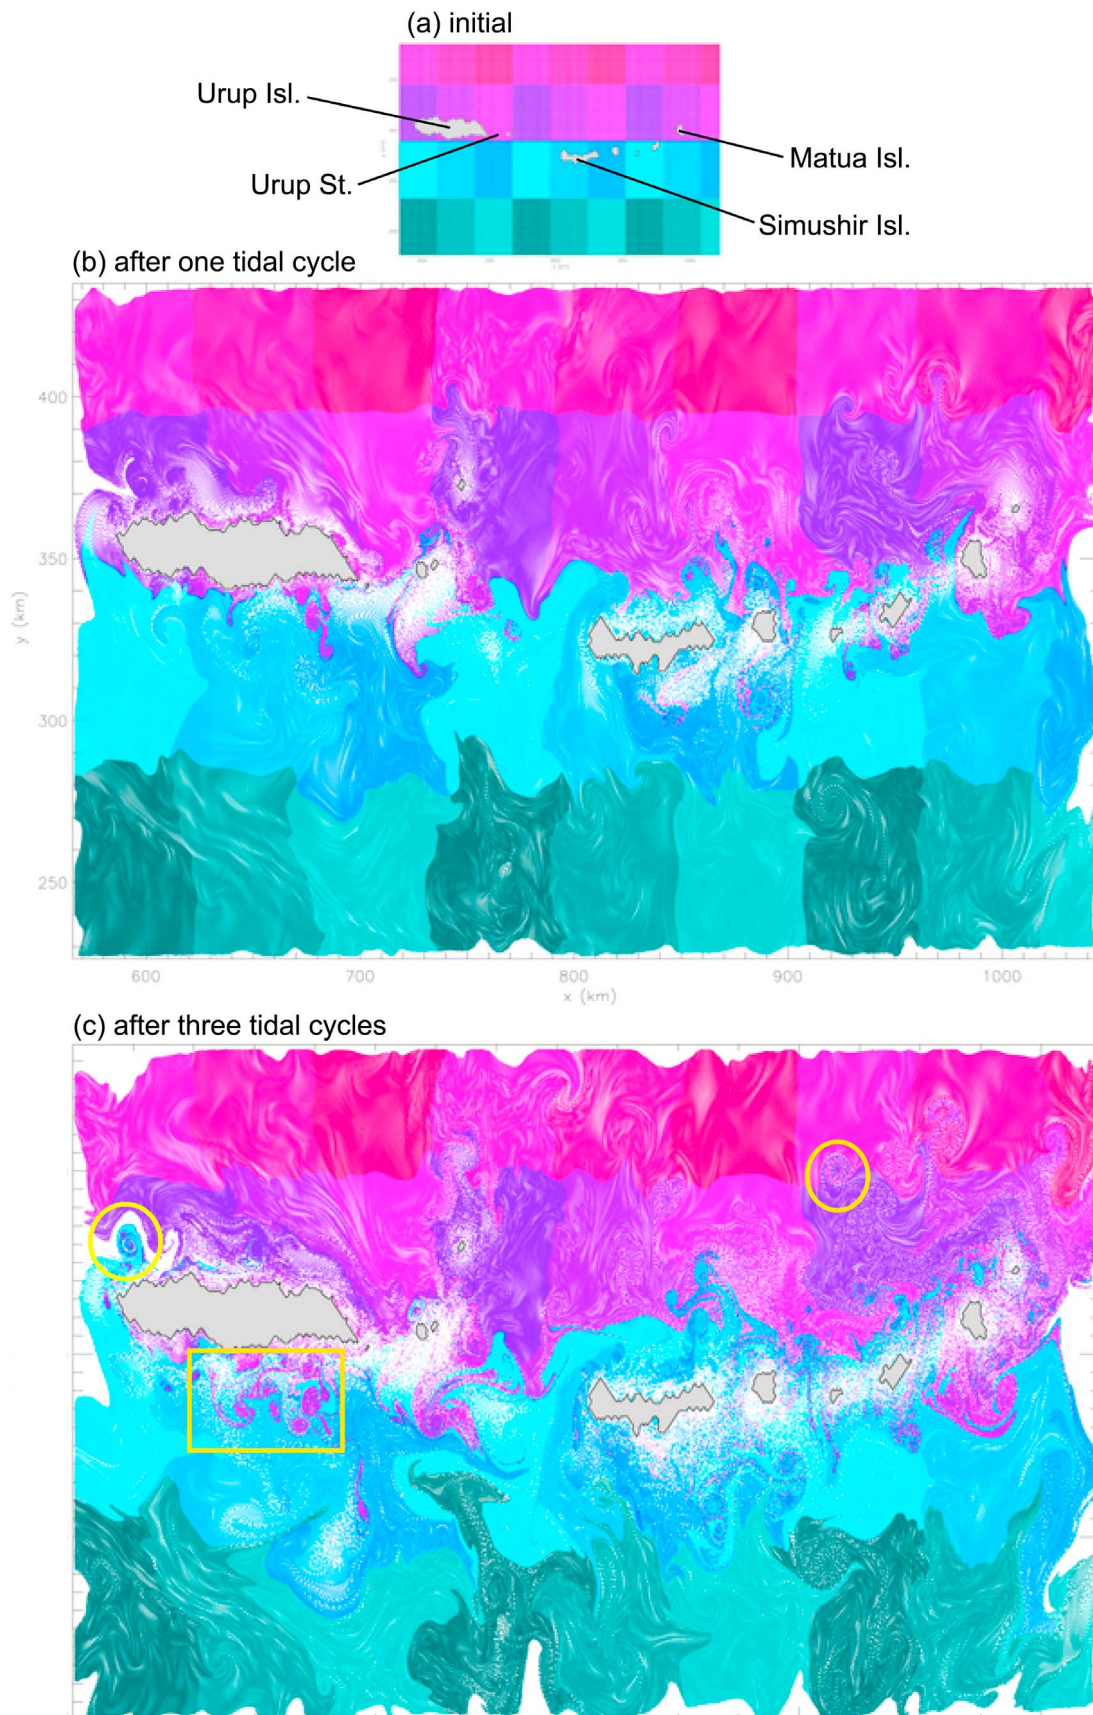 (a) initial
Urup Isl.
Urup St.
Matua Isl.
Simushir Isl.
(b) after one tidal cycle
400
350
300
250
y (km)
600 700 800 900 1000
x (km)
(c) after three tidal cycles